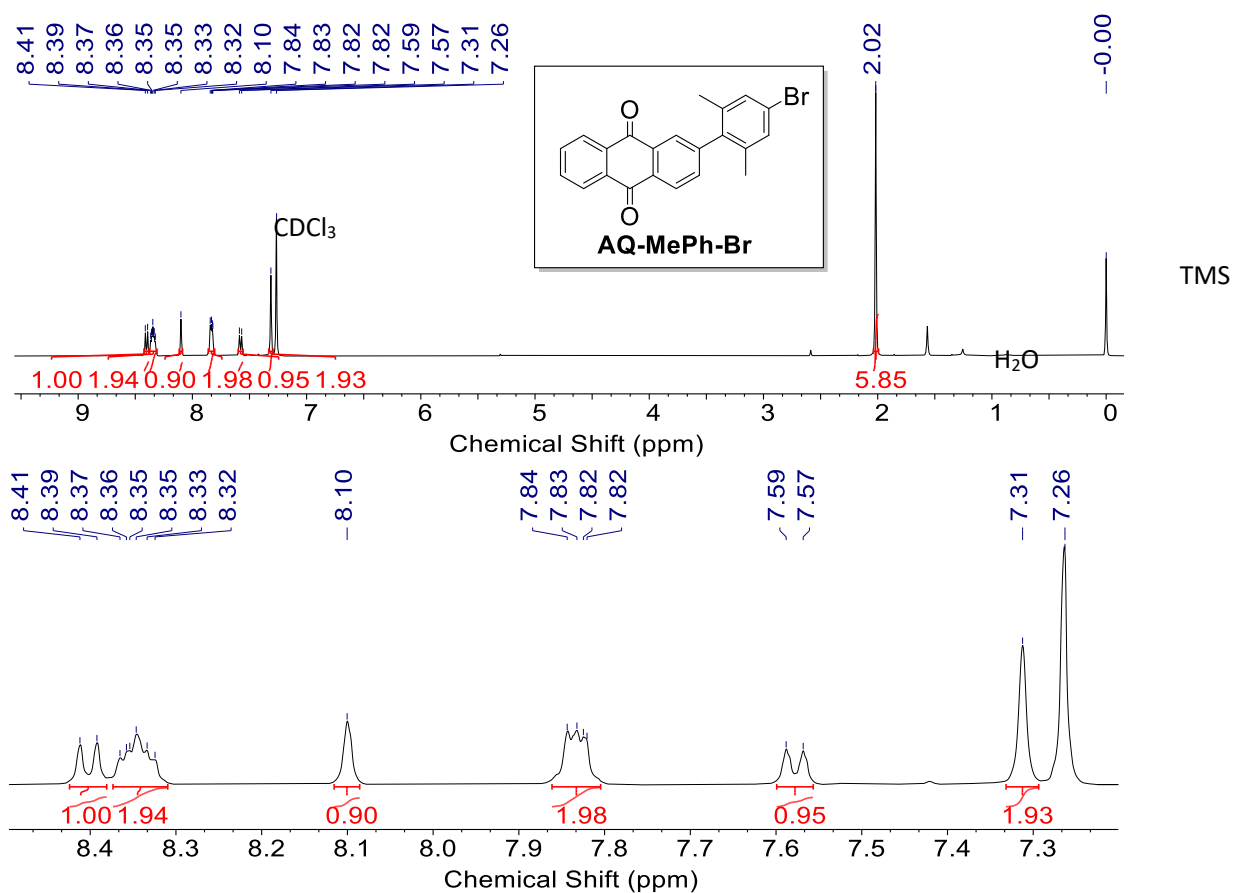 8.41 8.39 8.37 8.36 8.35 8.35 8.33 8.32 8.10 7.84 7.83 7.82 7.82 7.59 7.57 7.31 7.26 2.02 -0.00
O
Br
O
AQ-MePh-Br
CDCl₃
TMS
H₂O
1.00 1.94 0.90 1.98 0.95 1.93 5.85
9 8 7 6 5 4 3 2 1 0
Chemical Shift (ppm)
8.41 8.39 8.37 8.36 8.35 8.35 8.33 8.32 8.10 7.84 7.83 7.82 7.82 7.59 7.57 7.31 7.26
1.00 1.94 0.90 1.98 0.95 1.93
8.4 8.3 8.2 8.1 8.0 7.9 7.8 7.7 7.6 7.5 7.4 7.3
Chemical Shift (ppm)